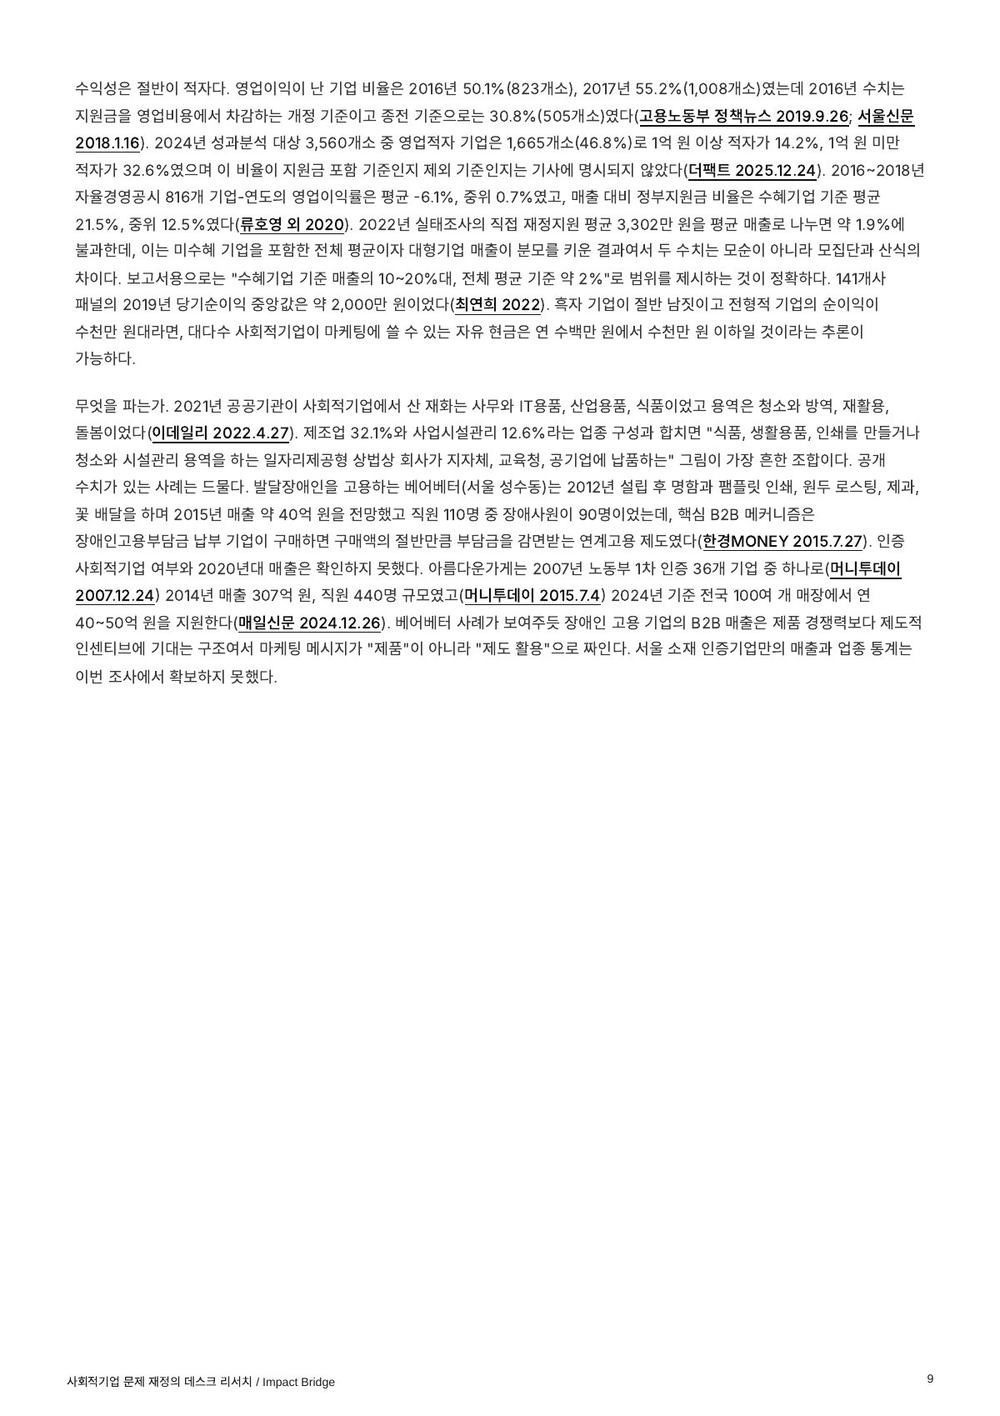 수익성은 절반이 적자다. 영업이익이 난 기업 비율은 2016년 50.1%(823개소), 2017년 55.2%(1,008개소)였는데 2016년 수치는
지원금을 영업비용에서 차감하는 개정 기준이고 종전 기준으로는 30.8%(505개소)였다(고용노동부 정책뉴스 2019.9.26; 서울신문
2018.1.16). 2024년 성과분석 대상 3,560개소 중 영업적자 기업은 1,665개소(46.8%)로 1억 원 이상 적자가 14.2%, 1억 원 미만
적자가 32.6%였으며 이 비율이 지원금 포함 기준인지 제외 기준인지는 기사에 명시되지 않았다(더팩트 2025.12.24). 2016~2018년
자율경영공시 816개 기업-연도의 영업이익률은 평균 -6.1%, 중위 0.7%였고, 매출 대비 정부지원금 비율은 수혜기업 기준 평균
21.5%, 중위 12.5%였다(류호영 외 2020). 2022년 실태조사의 직접 재정지원 평균 3,302만 원을 평균 매출로 나누면 약 1.9%에
불과한데, 이는 미수혜 기업을 포함한 전체 평균이자 대형기업 매출이 분모를 키운 결과여서 두 수치는 모순이 아니라 모집단과 산식의
차이다. 보고서용으로는 "수혜기업 기준 매출의 10~20%대, 전체 평균 기준 약 2%"로 범위를 제시하는 것이 정확하다. 141개사
패널의 2019년 당기순이익 중앙값은 약 2,000만 원이었다(최연희 2022). 흑자 기업이 절반 남짓이고 전형적 기업의 순이익이
수천만 원대라면, 대다수 사회적기업이 마케팅에 쓸 수 있는 자유 현금은 연 수백만 원에서 수천만 원 이하일 것이라는 추론이
가능하다.
무엇을 파는가. 2021년 공공기관이 사회적기업에서 산 재화는 사무와 IT용품, 산업용품, 식품이었고 용역은 청소와 방역, 재활용,
돌봄이었다(이데일리 2022.4.27). 제조업 32.1%와 사업시설관리 12.6%라는 업종 구성과 합치면 "식품, 생활용품, 인쇄를 만들거나
청소와 시설관리 용역을 하는 일자리제공형 상법상 회사가 지자체, 교육청, 공기업에 납품하는" 그림이 가장 흔한 조합이다. 공개
수치가 있는 사례는 드물다. 발달장애인을 고용하는 베어베터(서울 성수동)는 2012년 설립 후 명함과 팸플릿 인쇄, 원두 로스팅, 제과,
꽃 배달을 하며 2015년 매출 약 40억 원을 전망했고 직원 110명 중 장애사원이 90명이었는데, 핵심 B2B 메커니즘은
장애인고용부담금 납부 기업이 구매하면 구매액의 절반만큼 부담금을 감면받는 연계고용 제도였다(한경MONEY 2015.7.27). 인증
사회적기업 여부와 2020년대 매출은 확인하지 못했다. 아름다운가게는 2007년 노동부 1차 인증 36개 기업 중 하나로(머니투데이
2007.12.24) 2014년 매출 307억 원, 직원 440명 규모였고(머니투데이 2015.7.4) 2024년 기준 전국 100여 개 매장에서 연
40~50억 원을 지원한다(매일신문 2024.12.26). 베어베터 사례가 보여주듯 장애인 고용 기업의 B2B 매출은 제품 경쟁력보다 제도적
인센티브에 기대는 구조여서 마케팅 메시지가 "제품"이 아니라 "제도 활용"으로 짜인다. 서울 소재 인증기업만의 매출과 업종 통계는
이번 조사에서 확보하지 못했다.
사회적기업 문제 재정의 데스크 리서치 / Impact Bridge
9